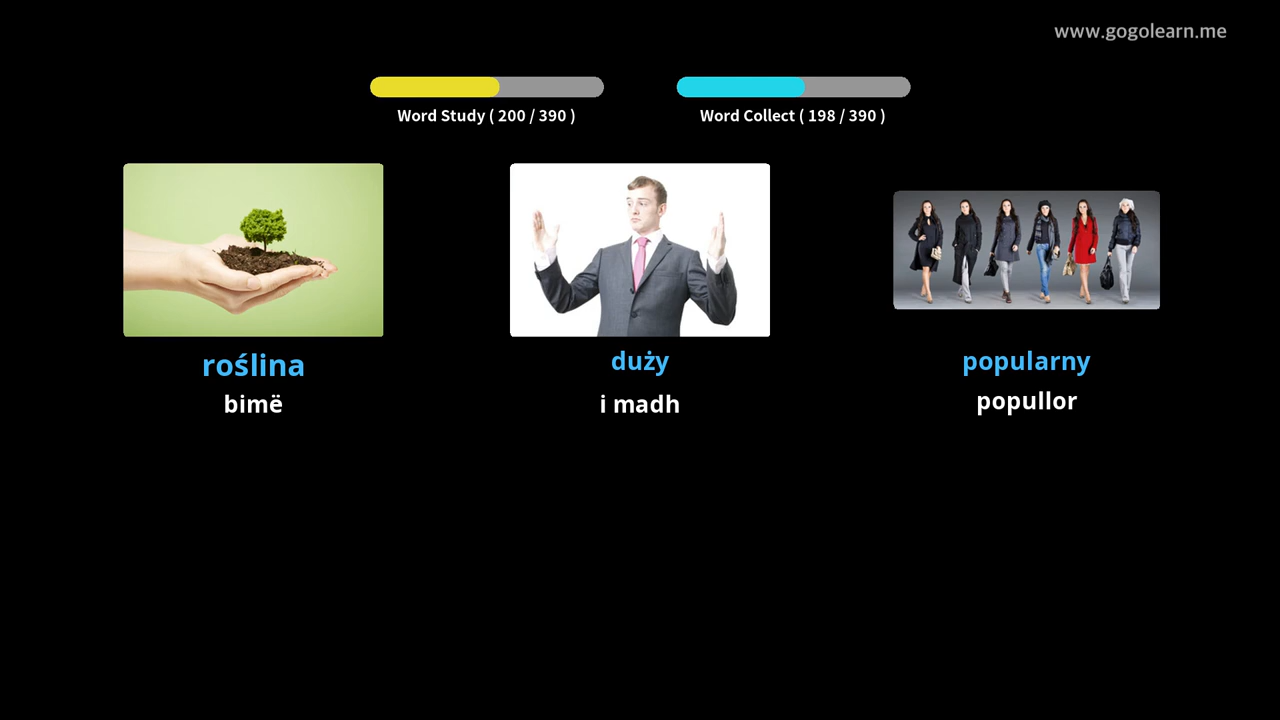 www.gogolearn.me
Word Study ( 200 / 390 )
Word Collect ( 198 / 390 )
roślina
bimë
duży
i madh
popularny
popullor